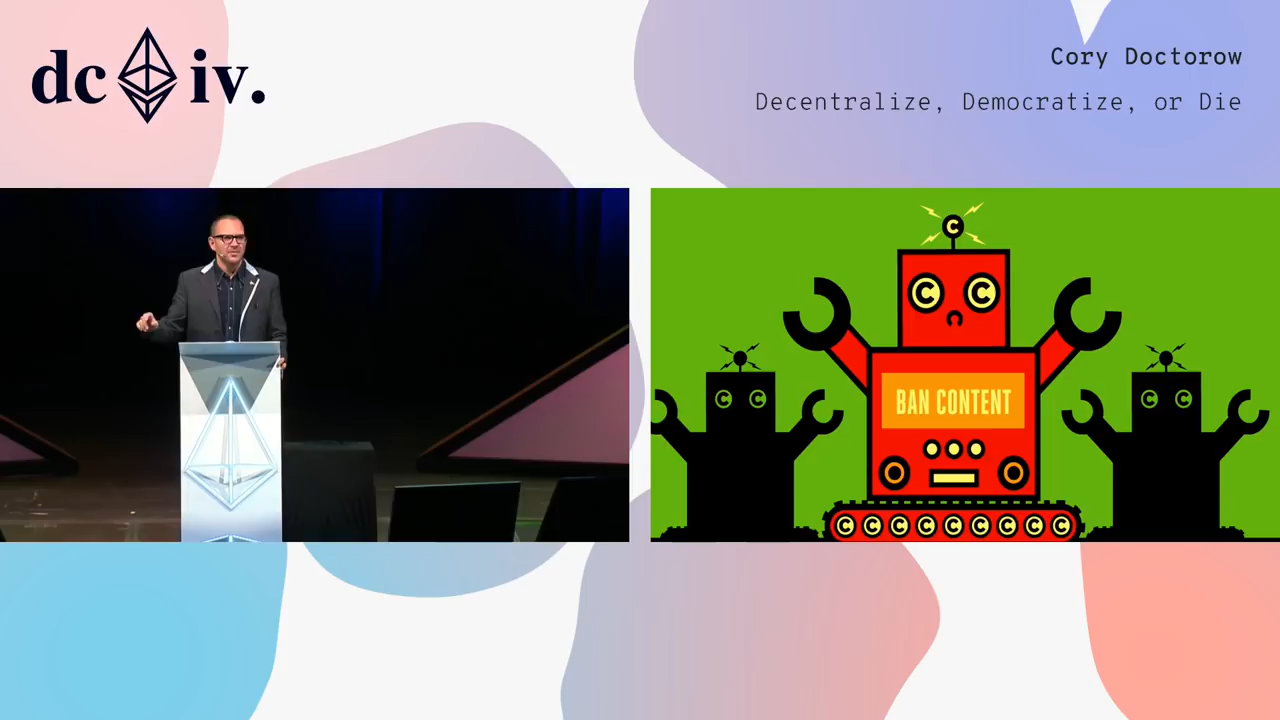 dc iv.
Cory Doctorow
Decentralize, Democratize, or Die
C
C C
BAN CONTENT
C C
C C
C C C C C C C C C